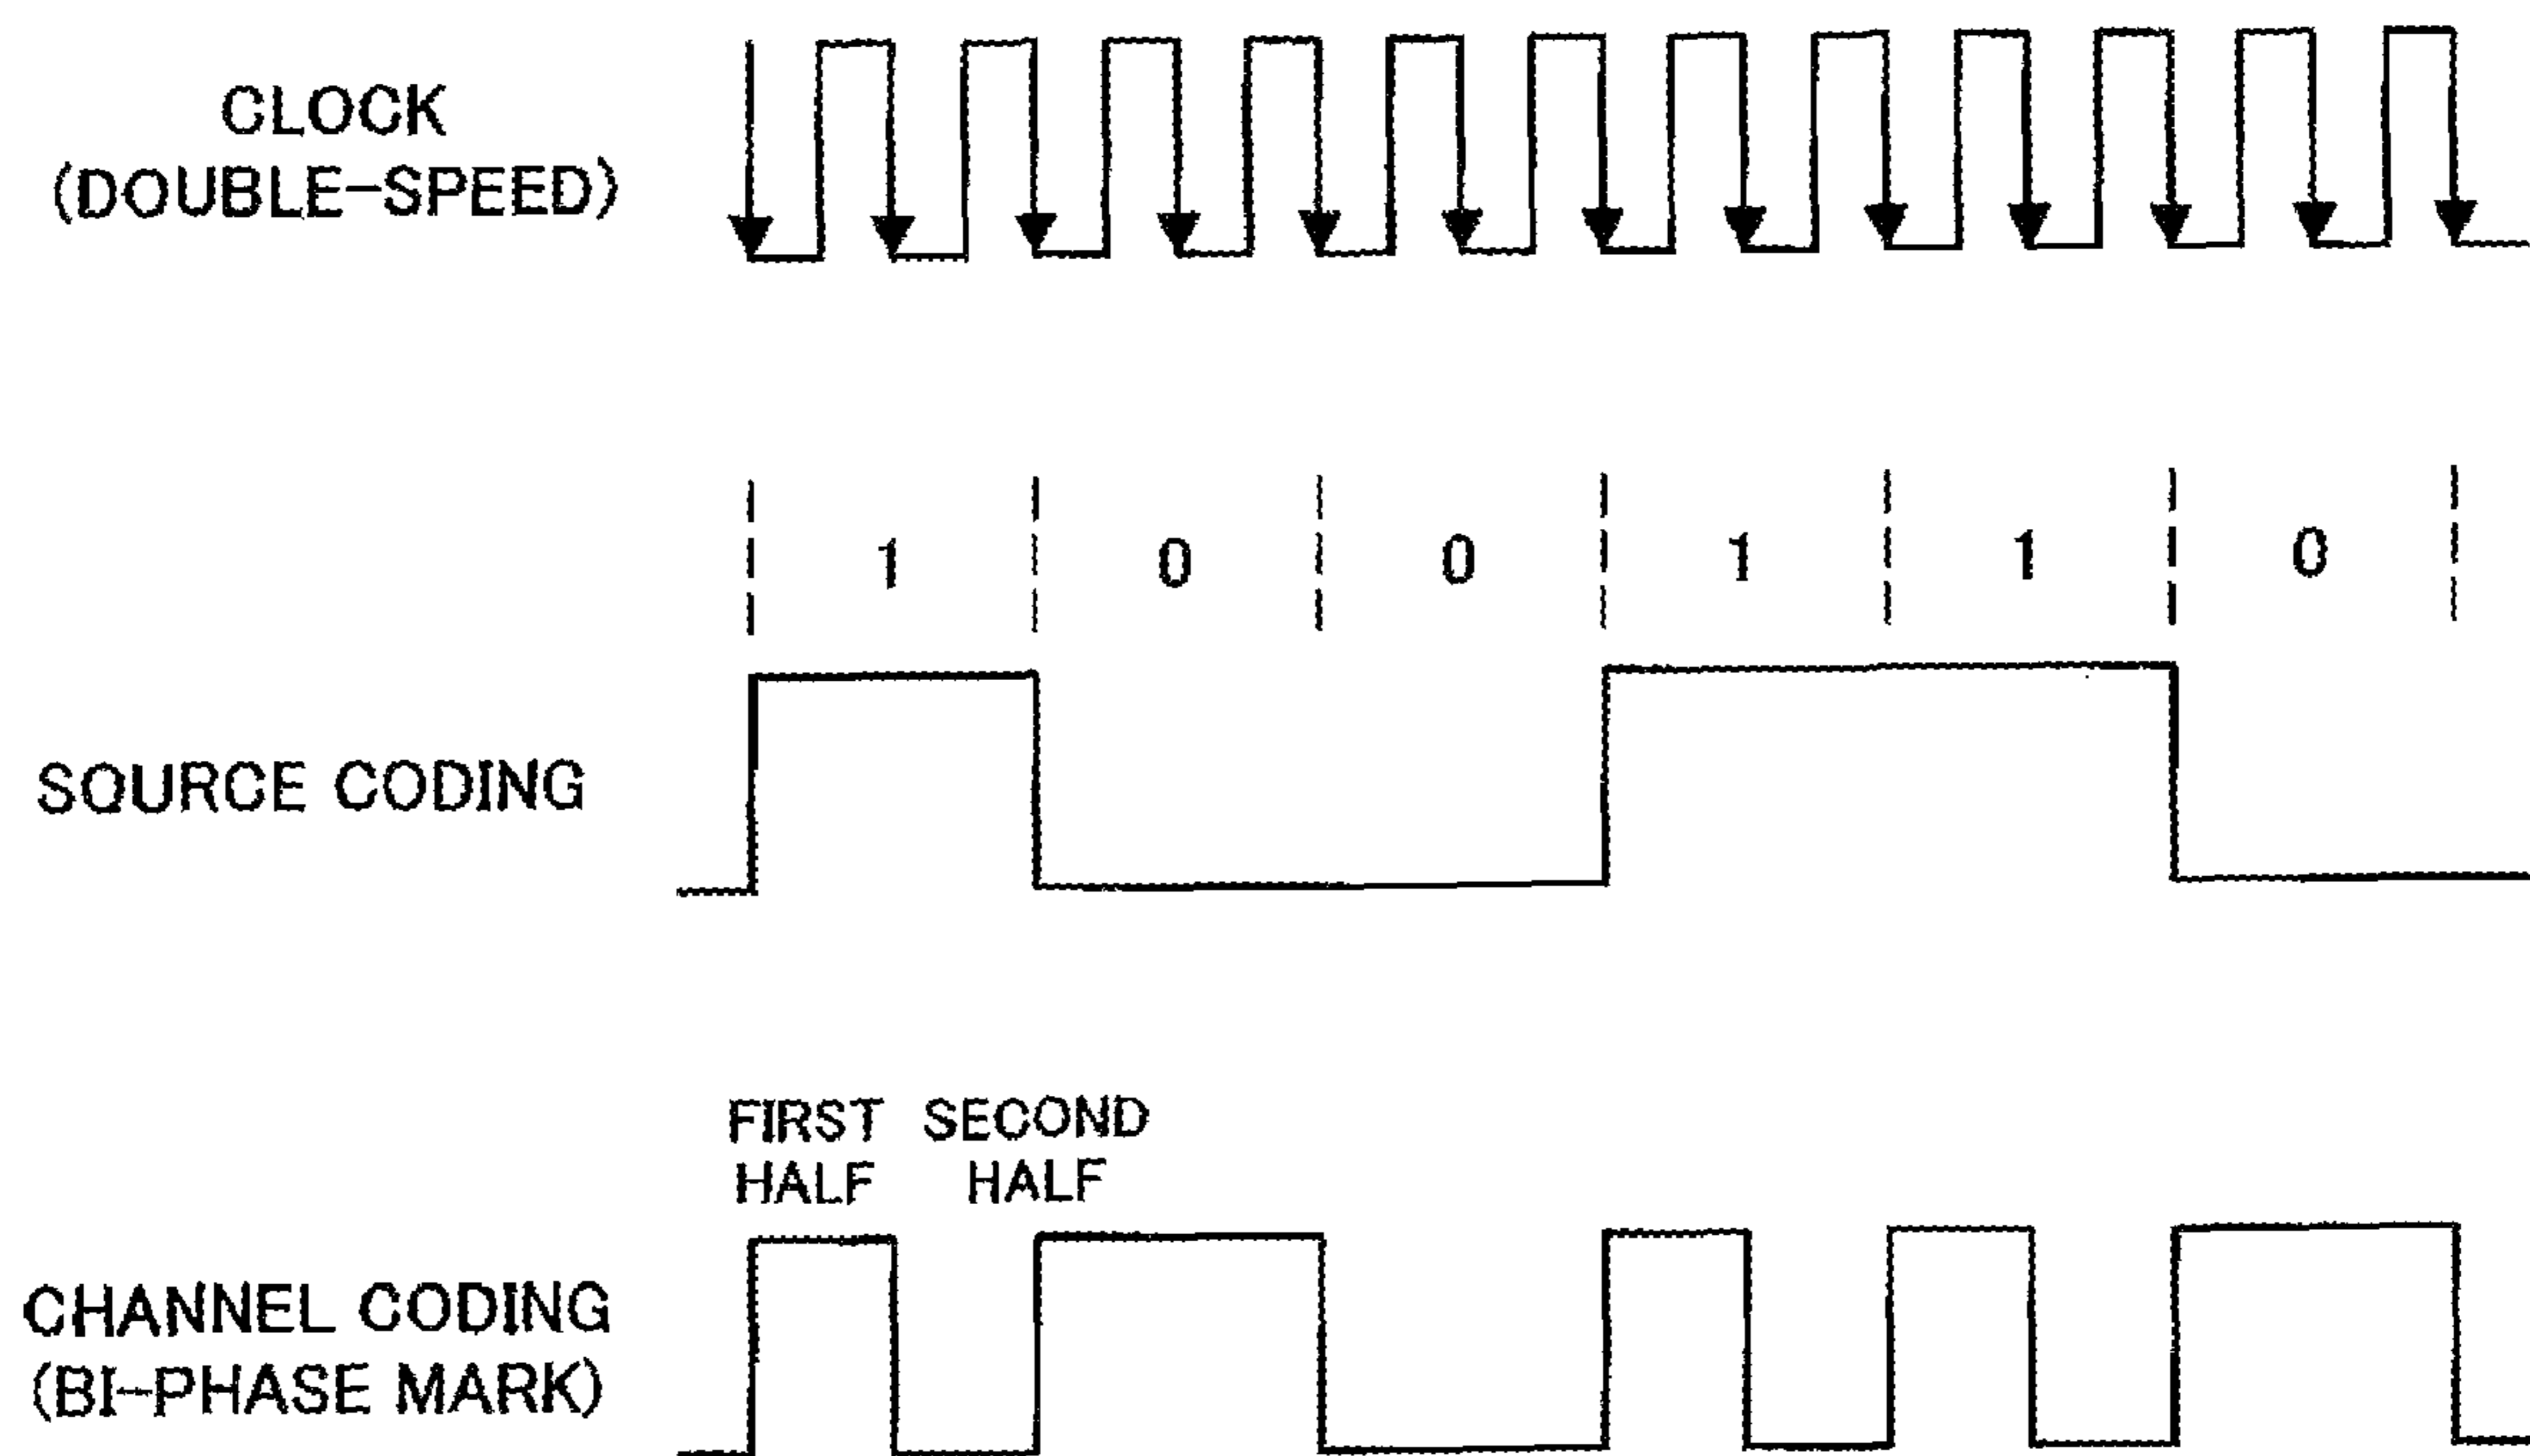 CLOCK
(DOUBLE-SPEED)
1 0 0 1 1 0
SOURCE CODING
FIRST SECOND
HALF HALF
CHANNEL CODING
(BI-PHASE MARK)